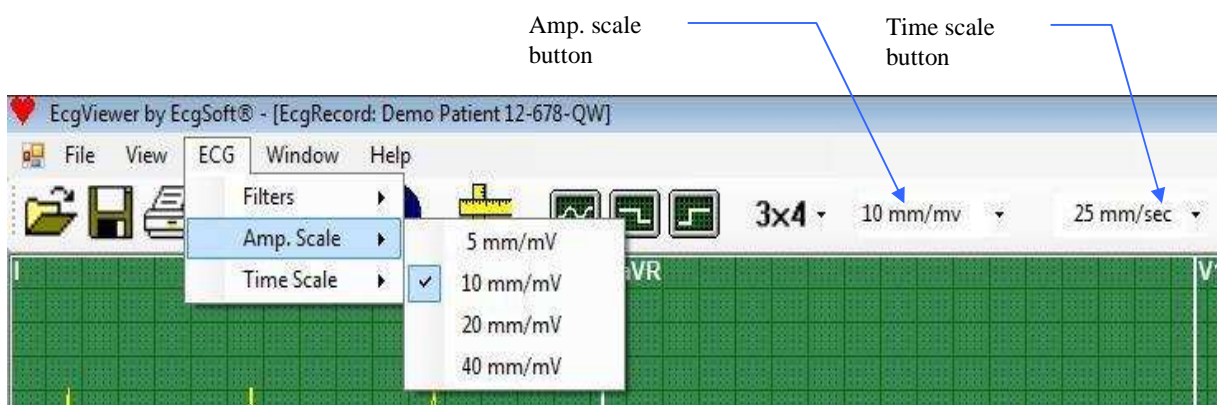 Amp. scale
button
Time scale
button
EcgViewer by EcgSoft® - [EcgRecord: Demo Patient 12-678-QW]
File View ECG Window Help
Filters
3x4 10 mm/mv 25 mm/sec
Amp. Scale
5 mm/mV
I
Time Scale
10 mm/mV
aVR
20 mm/mV
40 mm/mV